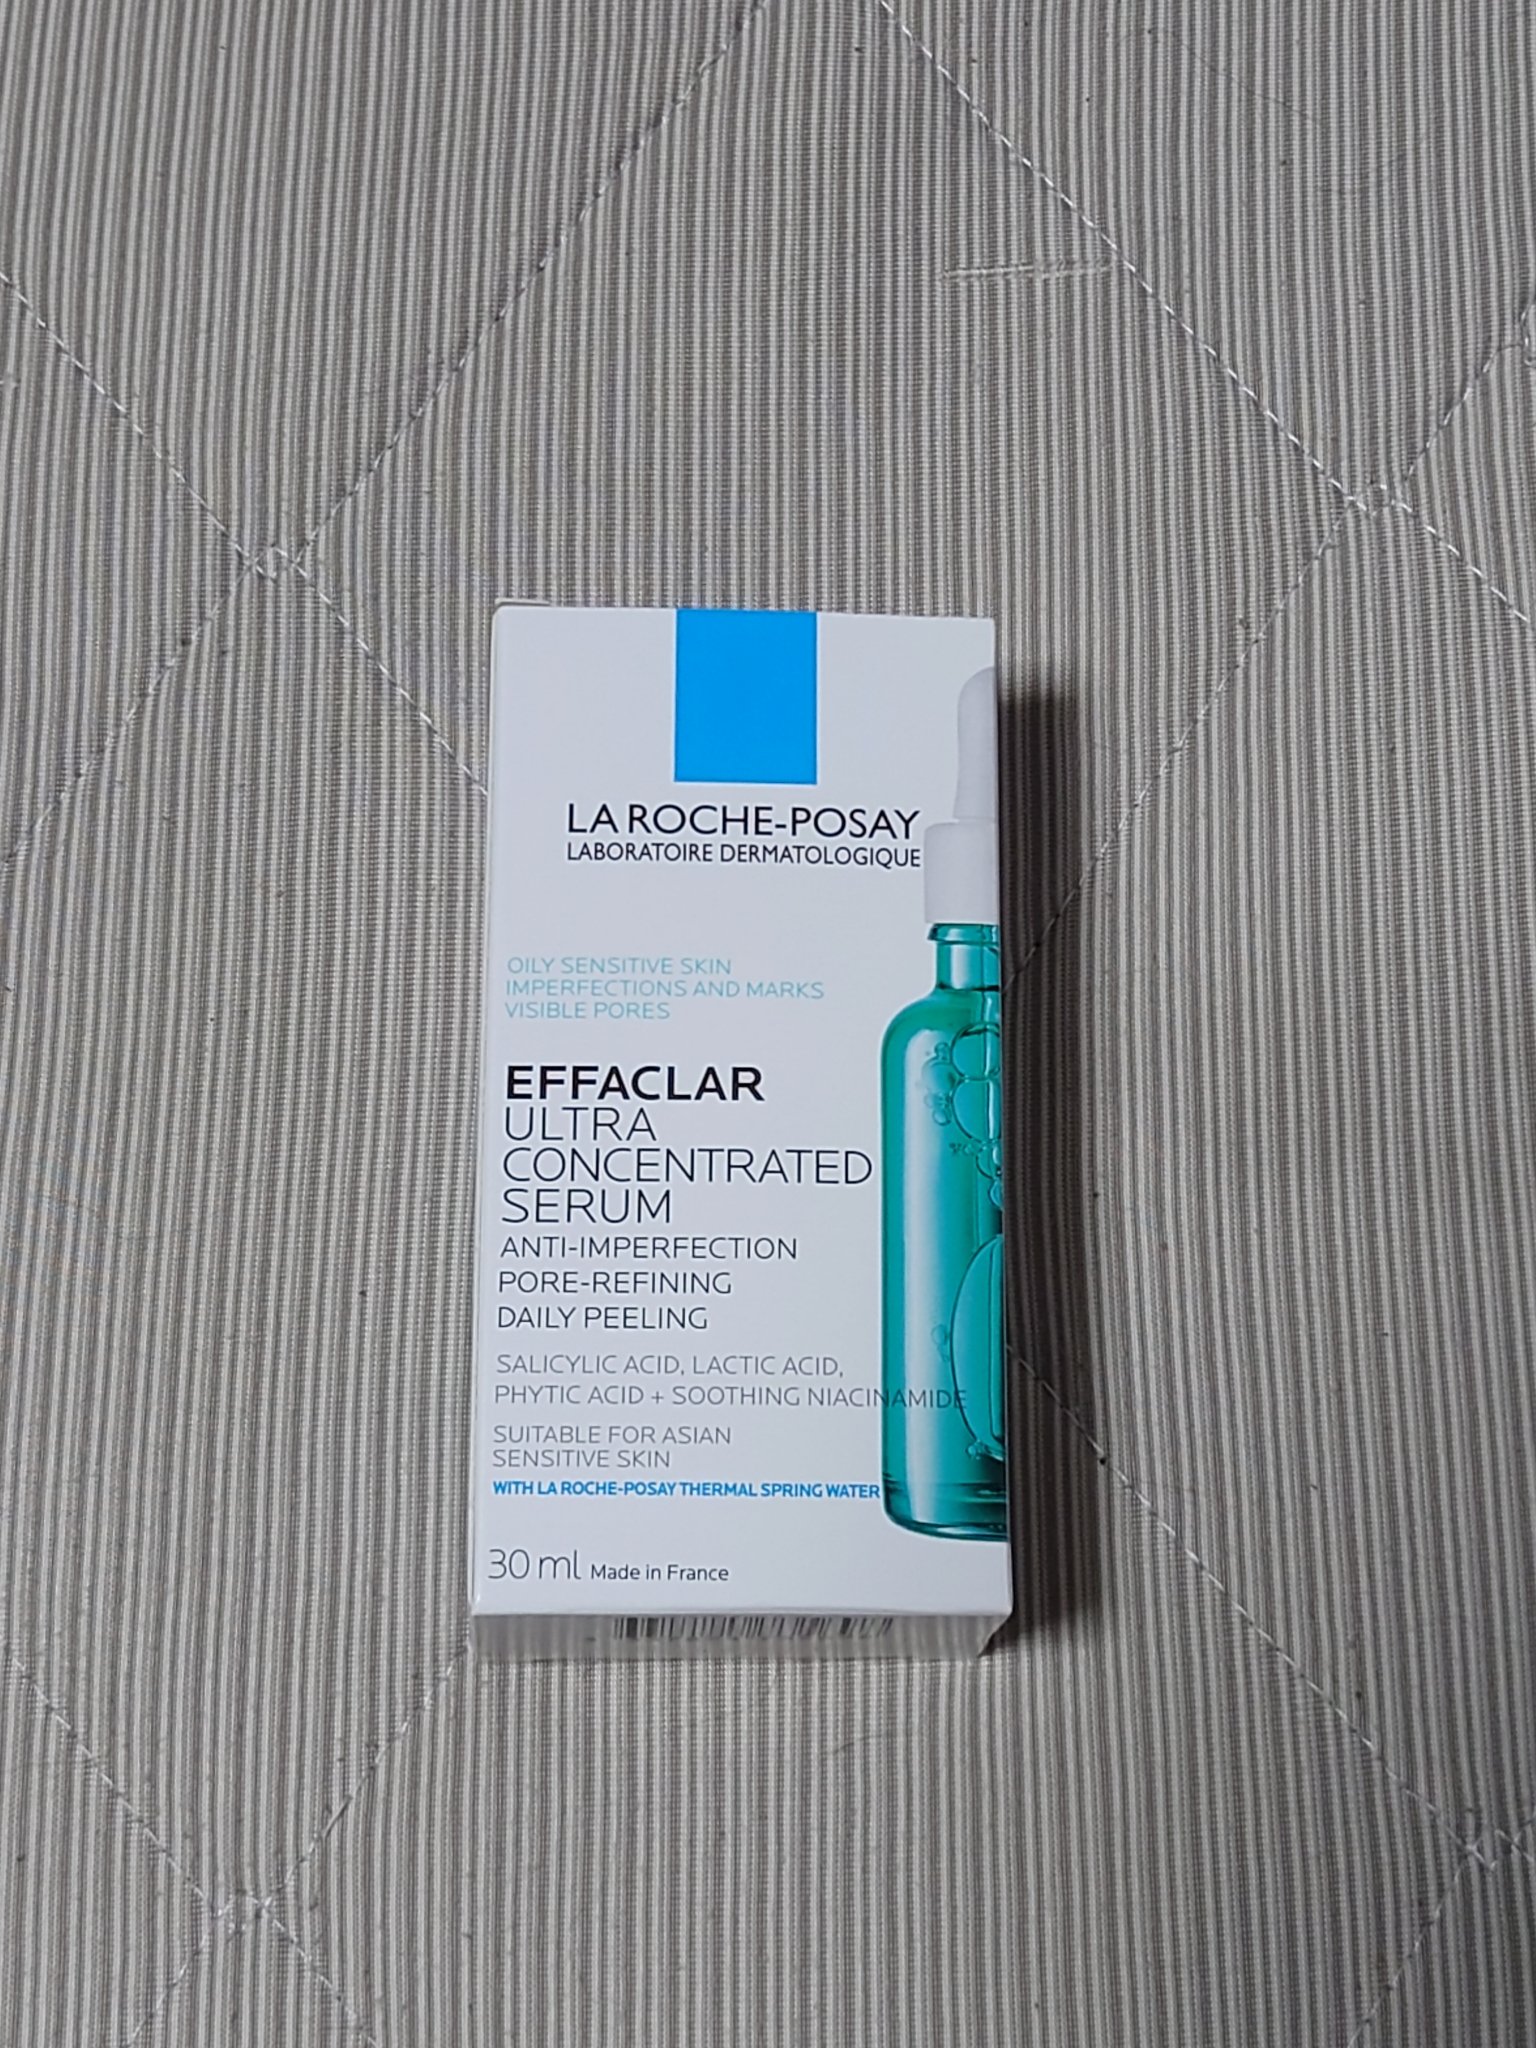 LA ROCHE-POSAY
LABORATOIRE DERMATOLOGIQUE
OILY SENSITIVE SKIN
IMPERFECTIONS AND MARKS
VISIBLE PORES
EFFACLAR
ULTRA
CONCENTRATED
SERUM
ANTI-IMPERFECTION
PORE-REFINING
DAILY PEELING
SALICYLIC ACID, LACTIC ACID,
PHYTIC ACID + SOOTHING NIACINAMIDE
SUITABLE FOR ASIAN
SENSITIVE SKIN
WITH LA ROCHE-POSAY THERMAL SPRING WATER
30 ml Made in France